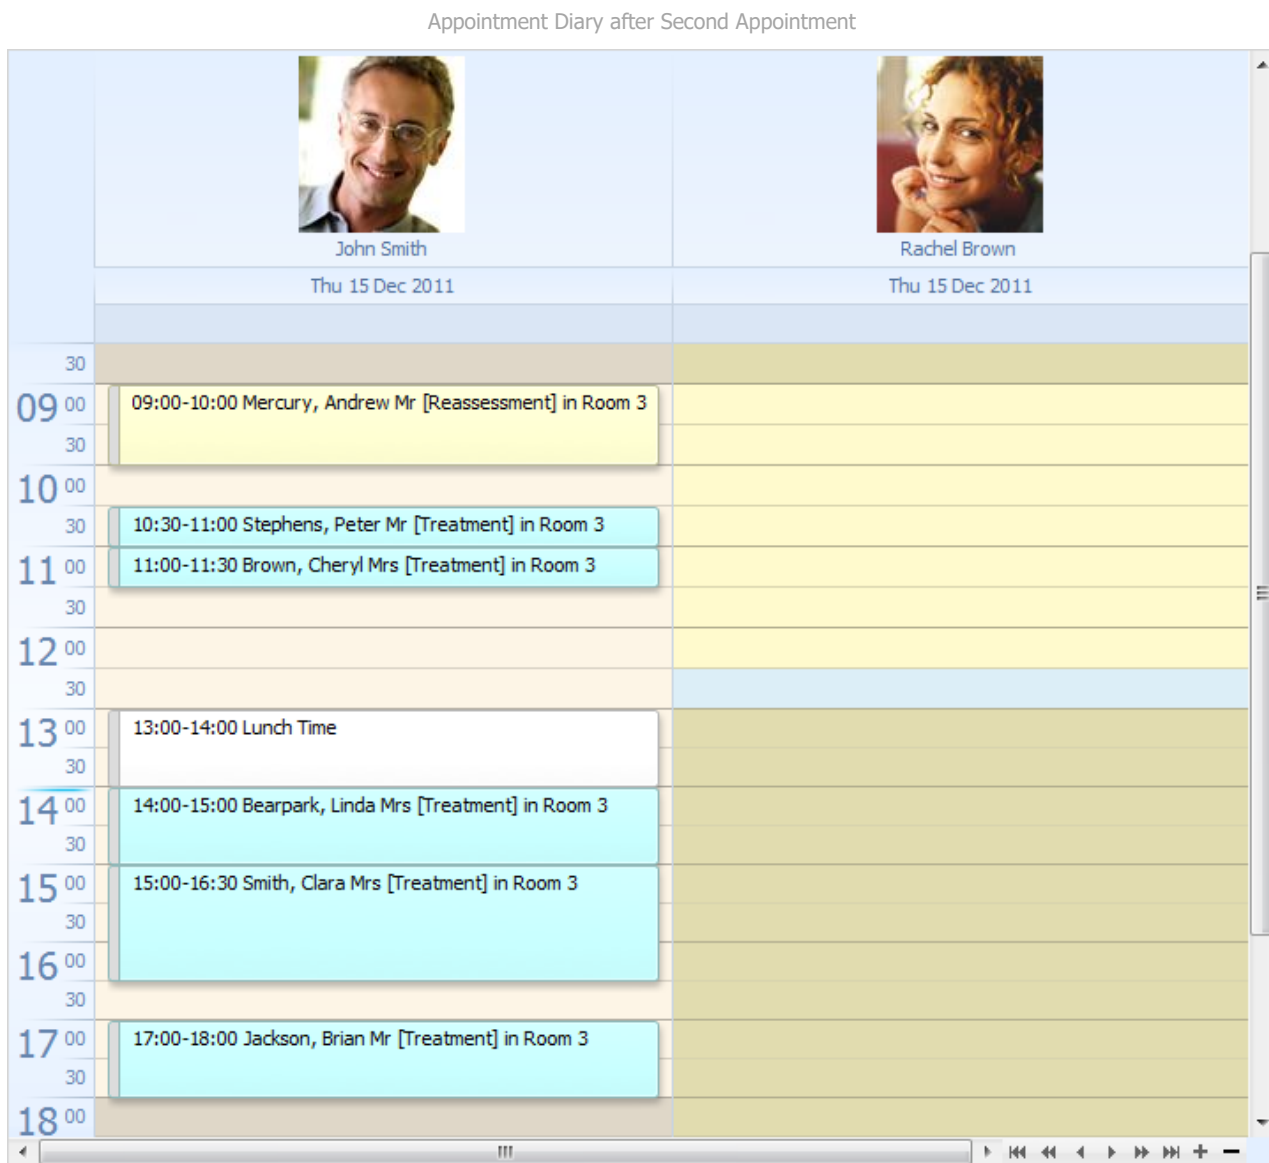 Appointment Diary after Second Appointment
John Smith
Rachel Brown
Thu 15 Dec 2011
Thu 15 Dec 2011
30
09 00
09:00-10:00 Mercury, Andrew Mr [Reassessment] in Room 3
30
10 00
30
10:30-11:00 Stephens, Peter Mr [Treatment] in Room 3
11 00
11:00-11:30 Brown, Cheryl Mrs [Treatment] in Room 3
30
12 00
30
13 00
13:00-14:00 Lunch Time
30
14 00
14:00-15:00 Bearpark, Linda Mrs [Treatment] in Room 3
30
15 00
15:00-16:30 Smith, Clara Mrs [Treatment] in Room 3
30
16 00
30
17 00
17:00-18:00 Jackson, Brian Mr [Treatment] in Room 3
30
18 00